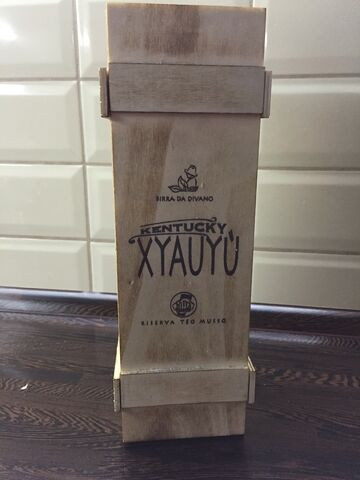 BIRRA DA DIVANO
KENTUCKY
XYAUYÙ
RISERVA TEO MUSSO